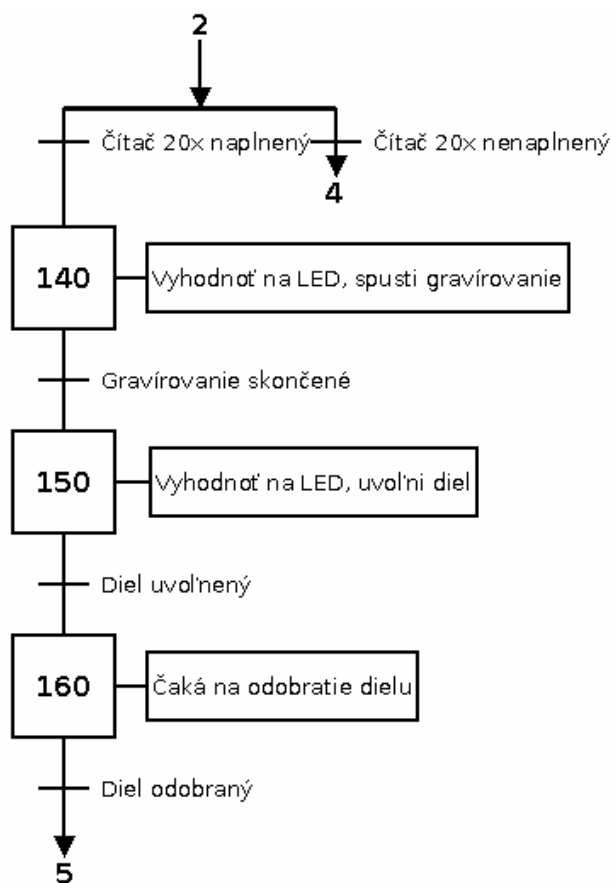 2
Čítač 20x naplnený
Čítač 20x nenaplnený
4
140
Vyhodnoť na LED, spusti gravírovanie
Gravírovanie skončené
150
Vyhodnoť na LED, uvoľni diel
Diel uvoľnený
160
Čaká na odobratie dielu
Diel odobraný
5